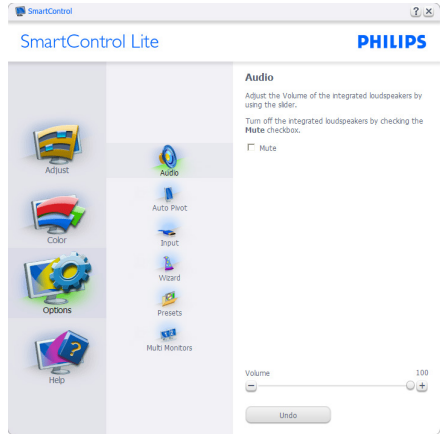 SmartControl
SmartControl Lite
PHILIPS
Adjust
Color
Options
Help
Audio
Auto Pivot
Input
Wizard
Presets
Multi Monitors
Audio
Adjust the Volume of the integrated loudspeakers by
using the slider.
Turn off the integrated loudspeakers by checking the
Mute checkbox.
Mute
Volume 100
Undo